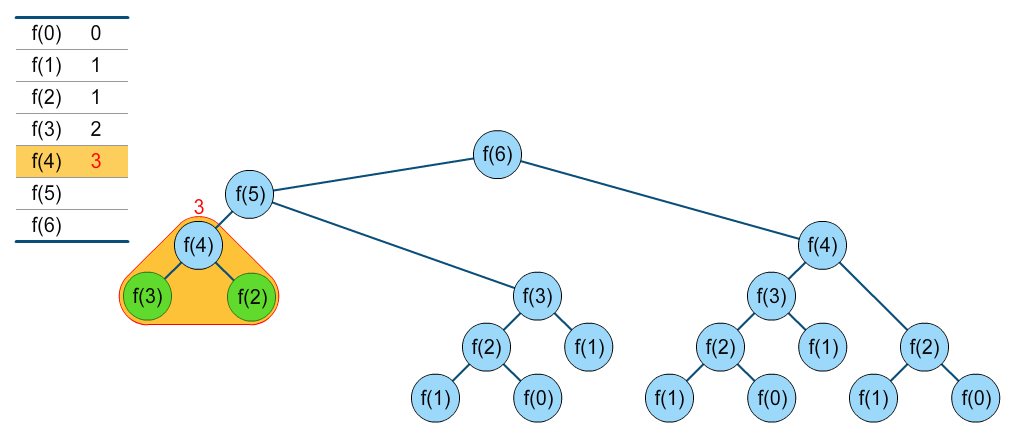 f(0) 0
f(1) 1
f(2) 1
f(3) 2
f(4) 3
f(5)
f(6)
f(6)
f(5)
3
f(4)
f(4)
f(3)
f(2)
f(3)
f(3)
f(2)
f(1)
f(2)
f(1)
f(2)
f(1)
f(0)
f(1)
f(0)
f(1)
f(0)